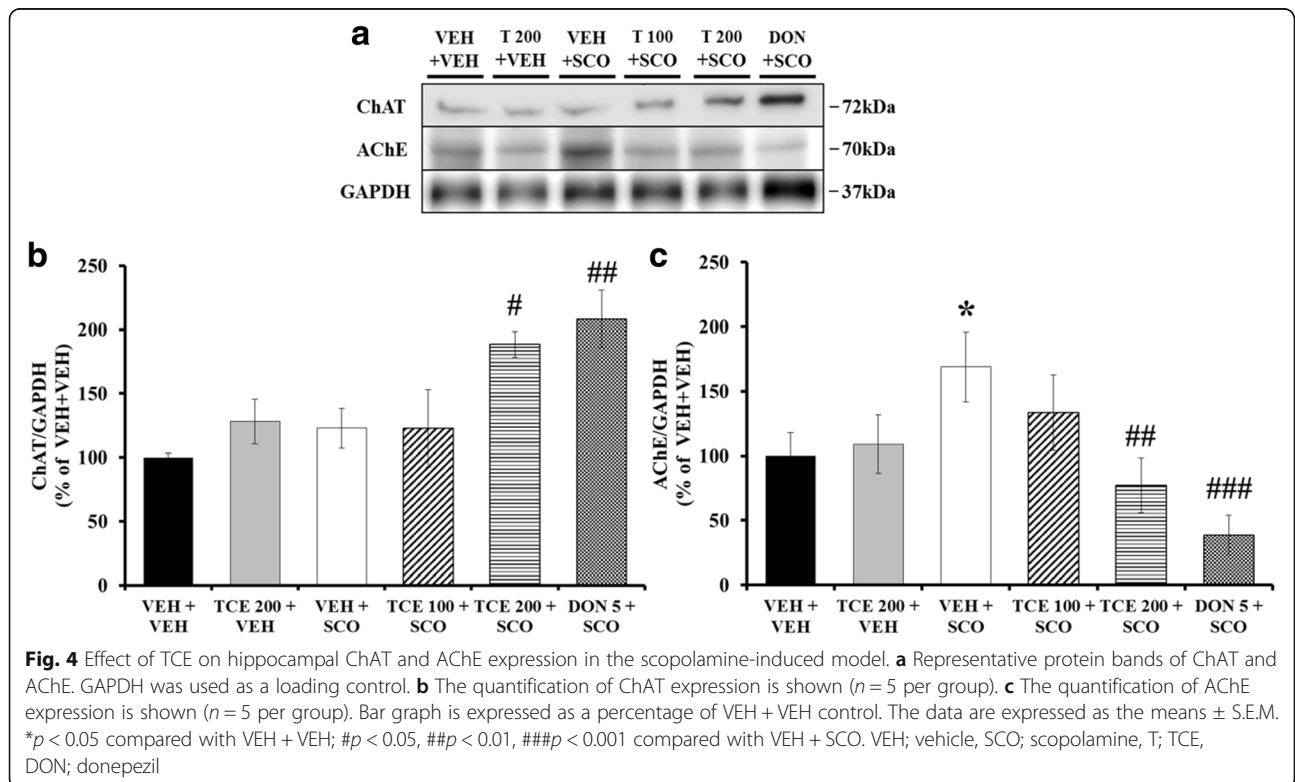 a
VEH T 200 VEH T 100 T 200 DON
+VEH +VEH +SCO +SCO +SCO +SCO
ChAT −72kDa
AChE −70kDa
GAPDH −37kDa
b
ChAT/GAPDH
(% of VEH+VEH)
250
200
150
100
50
0
# ##
VEH + TCE 200 + VEH + TCE 100 + TCE 200 + DON 5 +
VEH VEH SCO SCO SCO SCO
c
AChE/GAPDH
(% of VEH+VEH)
250
200
150
100
50
0
* ## ###
VEH + TCE 200 + VEH + TCE 100 + TCE 200 + DON 5 +
VEH VEH SCO SCO SCO SCO
Fig. 4 Effect of TCE on hippocampal ChAT and AChE expression in the scopolamine-induced model. a Representative protein bands of ChAT and
AChE. GAPDH was used as a loading control. b The quantification of ChAT expression is shown (n = 5 per group). c The quantification of AChE
expression is shown (n = 5 per group). Bar graph is expressed as a percentage of VEH + VEH control. The data are expressed as the means ± S.E.M.
*p < 0.05 compared with VEH + VEH; #p < 0.05, ##p < 0.01, ###p < 0.001 compared with VEH + SCO. VEH; vehicle, SCO; scopolamine, T; TCE,
DON; donepezil